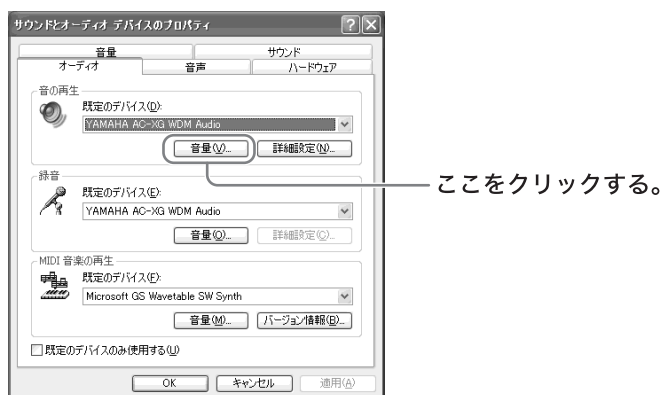 サウンドとオーディオ デバイスのプロパティ
音量 サウンド
オーディオ 音声 ハードウェア
音の再生
既定のデバイス(D):
YAMAHA AC-XG WDM Audio
音量(V)... 詳細設定(N)...
ここをクリックする。
録音
既定のデバイス(E):
YAMAHA AC-XG WDM Audio
音量(O)... 詳細設定(C)...
MIDI 音楽の再生
既定のデバイス(F):
Microsoft GS Wavetable SW Synth
音量(M)... バージョン情報(B)...
既定のデバイスのみ使用する(U)
OK キャンセル 適用(A)